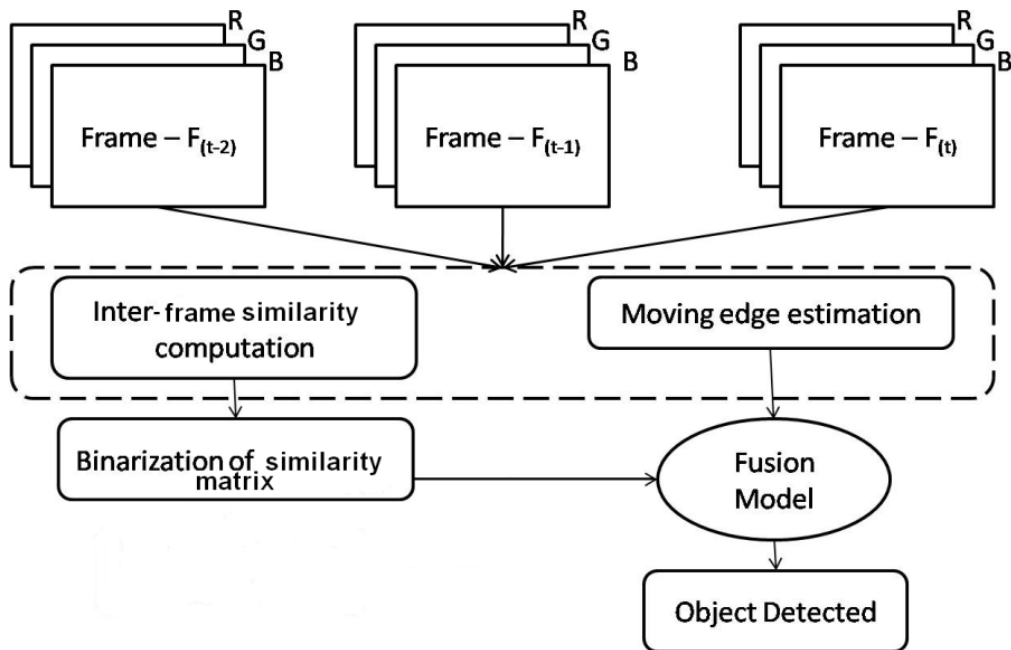 R
G
B
Frame – F(t-2)
R
G
B
Frame – F(t-1)
R
G
B
Frame – F(t)
Inter-frame similarity
computation
Moving edge estimation
Binarization of similarity
matrix
Fusion
Model
Object Detected